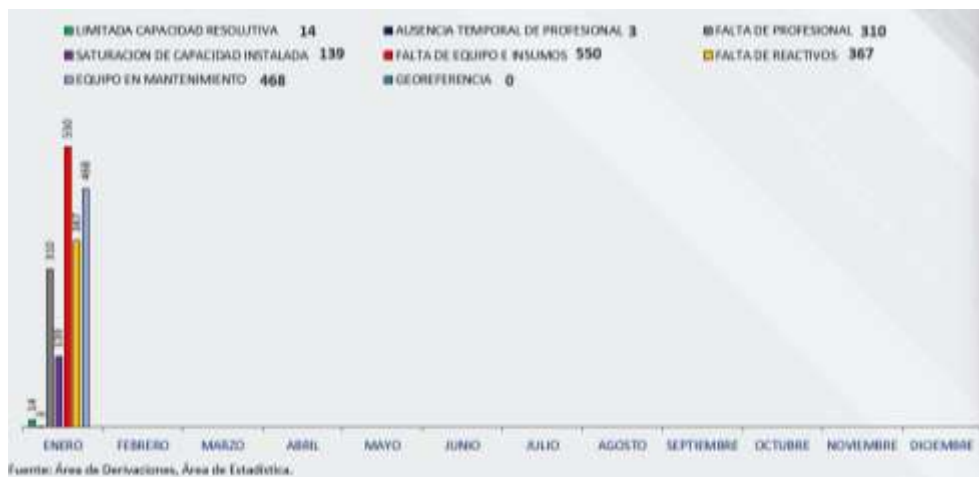 LIMITADA CAPACIDAD RESOLUTIVA 14
AUSENCIA TEMPORAL DE PROFESIONAL 3
FALTA DE PROFESIONAL 310
SATURACION DE CAPACIDAD INSTALADA 139
FALTA DE EQUIPO E INSUMOS 550
FALTA DE REACTIVOS 367
EQUIPO EN MANTENIMIENTO 468
GEOREFERENCIA 0
14
3
310
139
550
367
468
ENERO FEBRERO MARZO ABRIL MAYO JUNIO JULIO AGOSTO SEPTIEMBRE OCTUBRE NOVIEMBRE DICIEMBRE
Fuente: Área de Derivaciones, Área de Estadística.